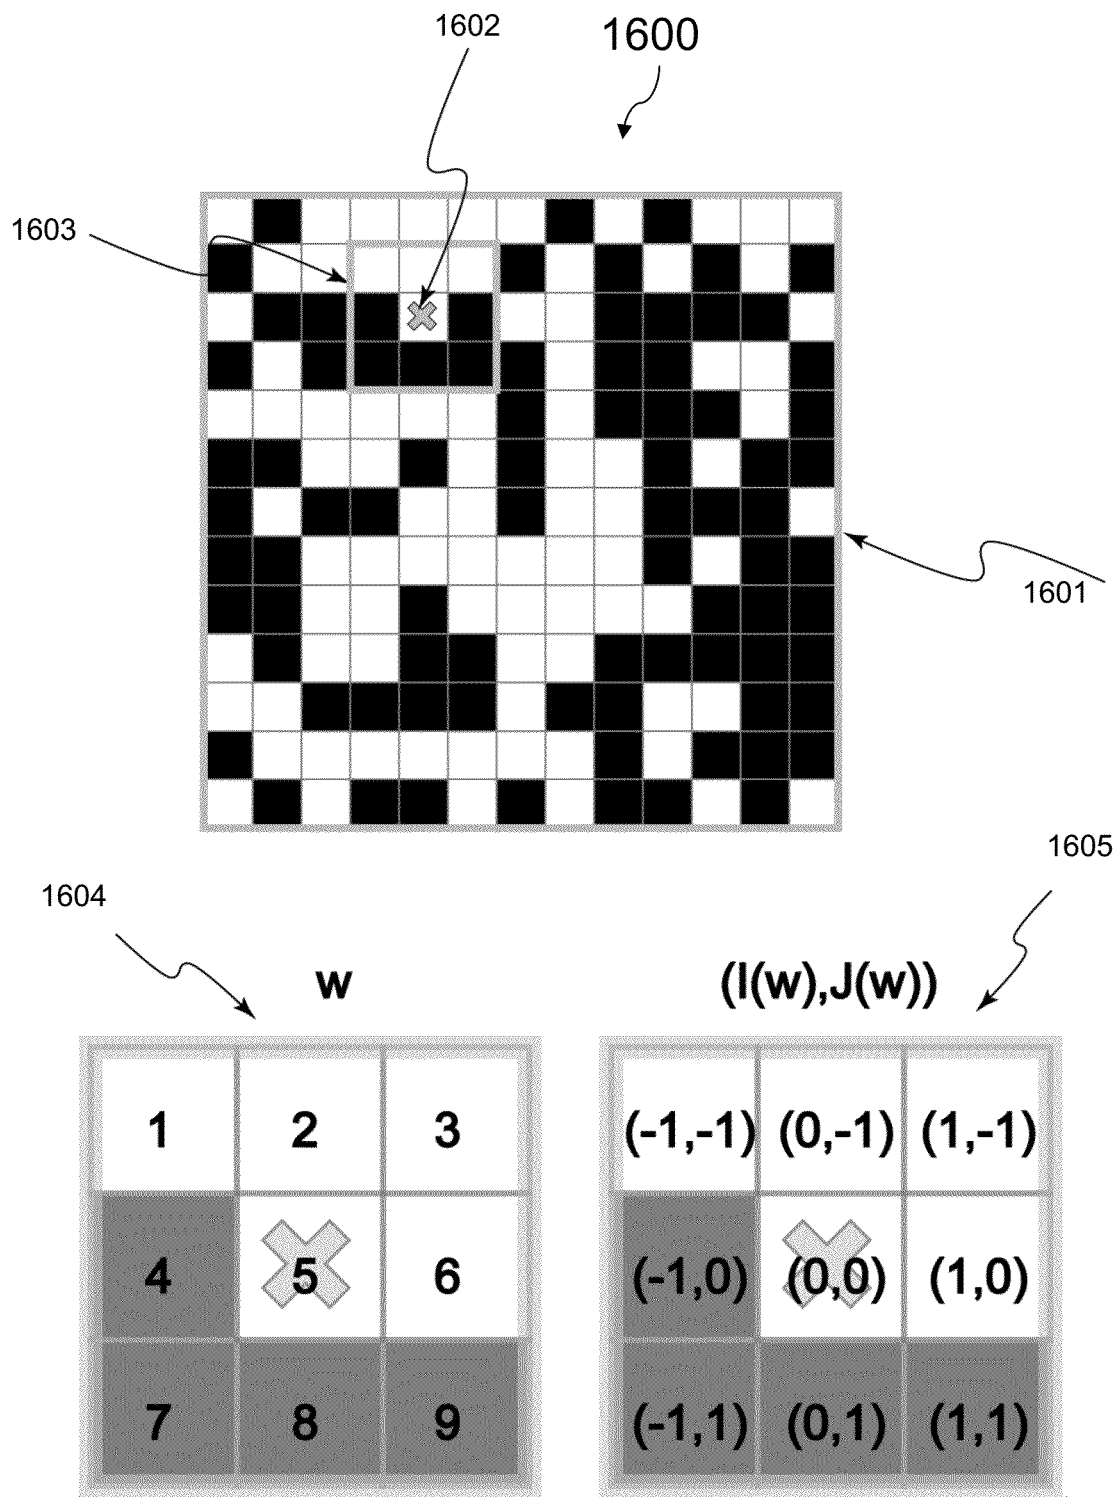 1602
1600
1603
1601
1605
1604
w
(I(w),J(w))
1 2 3
4 5 6
7 8 9
(-1,-1) (0,-1) (1,-1)
(-1,0) (0,0) (1,0)
(-1,1) (0,1) (1,1)